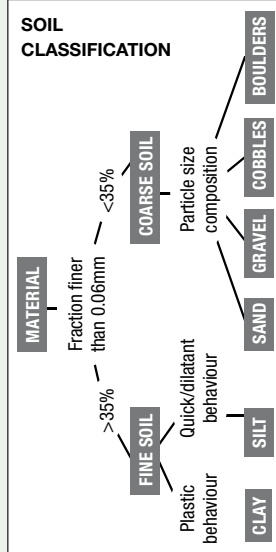 SOIL
CLASSIFICATION
MATERIAL
Fraction finer
than 0.06mm
>35%
<35%
FINE SOIL
COARSE SOIL
Plastic
behaviour
Quick/dilatant
behaviour
Particle size
composition
CLAY
SILT
SAND
GRAVEL
COBBLES
BOULDERS